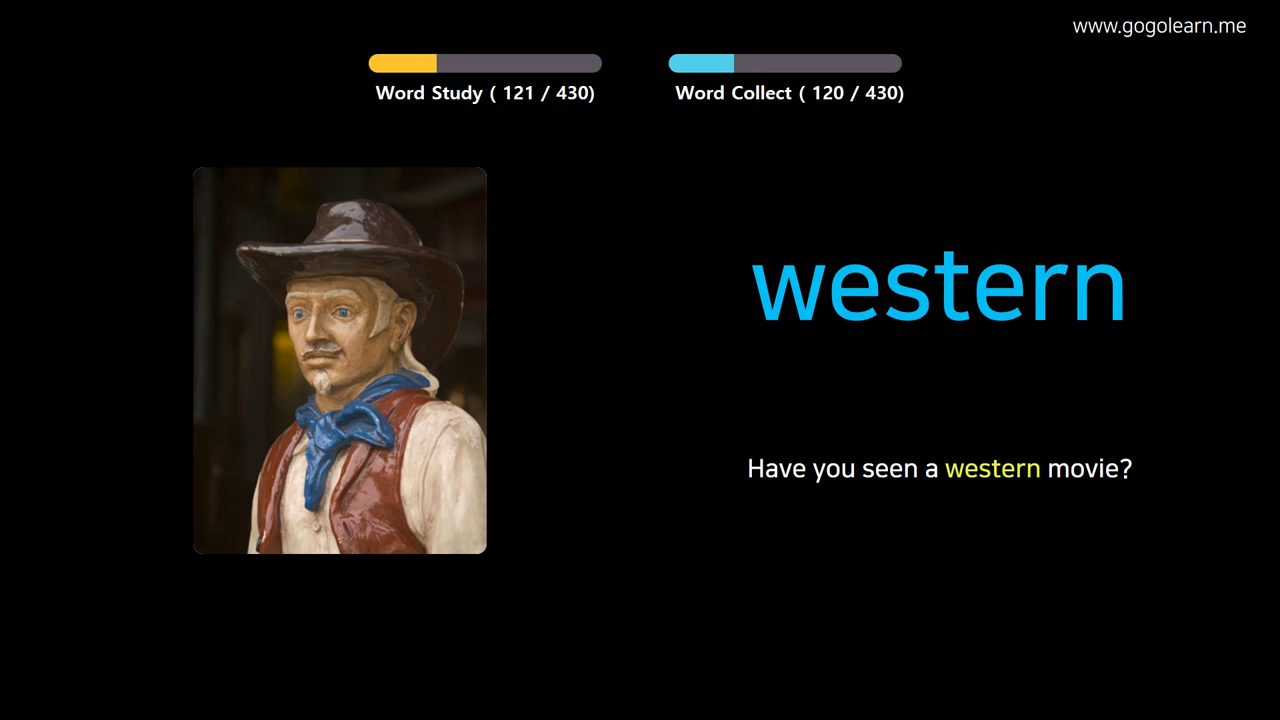 www.gogolearn.me
Word Study ( 121 / 430)
Word Collect ( 120 / 430)
western
Have you seen a western movie?